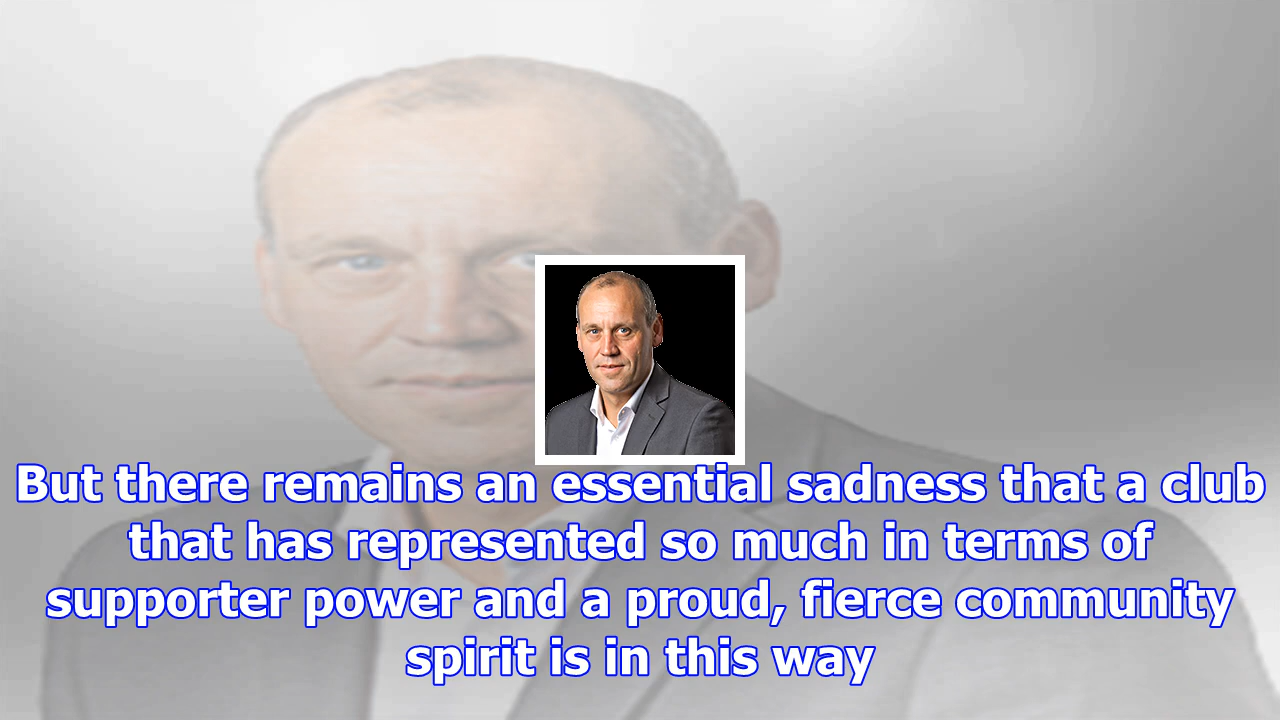 But there remains an essential sadness that a club
that has represented so much in terms of
supporter power and a proud, fierce community
spirit is in this way